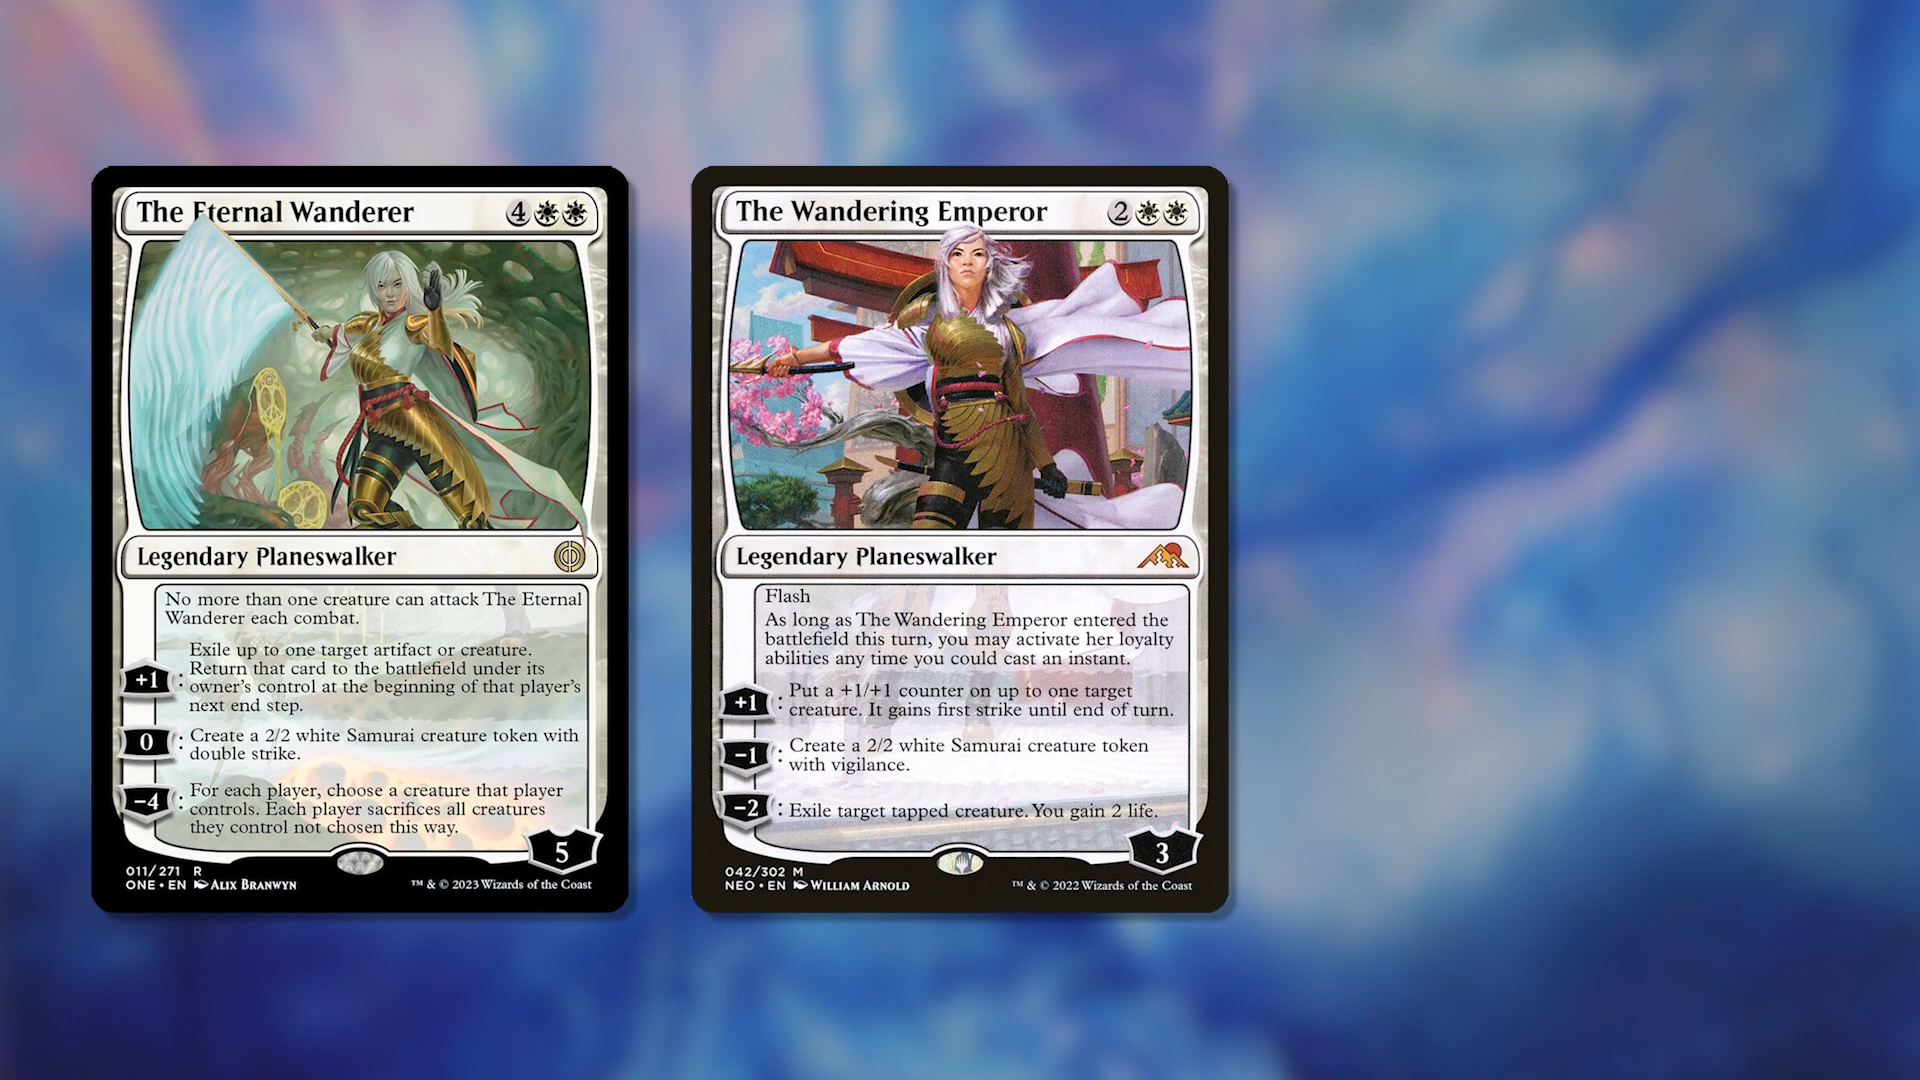 The Eternal Wanderer 4
Legendary Planeswalker
No more than one creature can attack The Eternal
Wanderer each combat.
+1 : Exile up to one target artifact or creature.
Return that card to the battlefield under its
owner's control at the beginning of that player's
next end step.
0 : Create a 2/2 white Samurai creature token with
double strike.
−4 : For each player, choose a creature that player
controls. Each player sacrifices all creatures
they control not chosen this way.
5
011/271 R
ONE • EN Alix Branwyn
™ & © 2023 Wizards of the Coast
The Wandering Emperor 2
Legendary Planeswalker
Flash
As long as The Wandering Emperor entered the
battlefield this turn, you may activate her loyalty
abilities any time you could cast an instant.
+1 : Put a +1/+1 counter on up to one target
creature. It gains first strike until end of turn.
−1 : Create a 2/2 white Samurai creature token
with vigilance.
−2 : Exile target tapped creature. You gain 2 life.
3
042/302 M
NEO • EN William Arnold
™ & © 2022 Wizards of the Coast